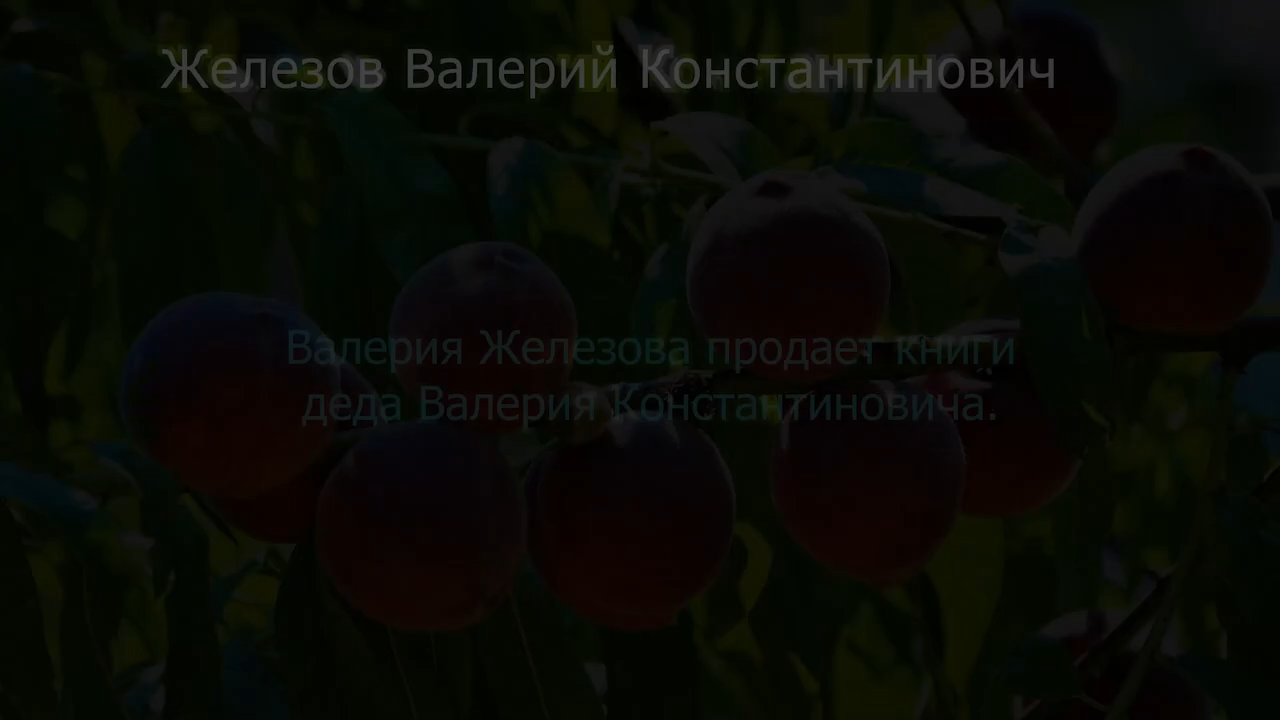 Железов Валерий Константинович
Валерия Железова продает книги
деда Валерия Константиновича.